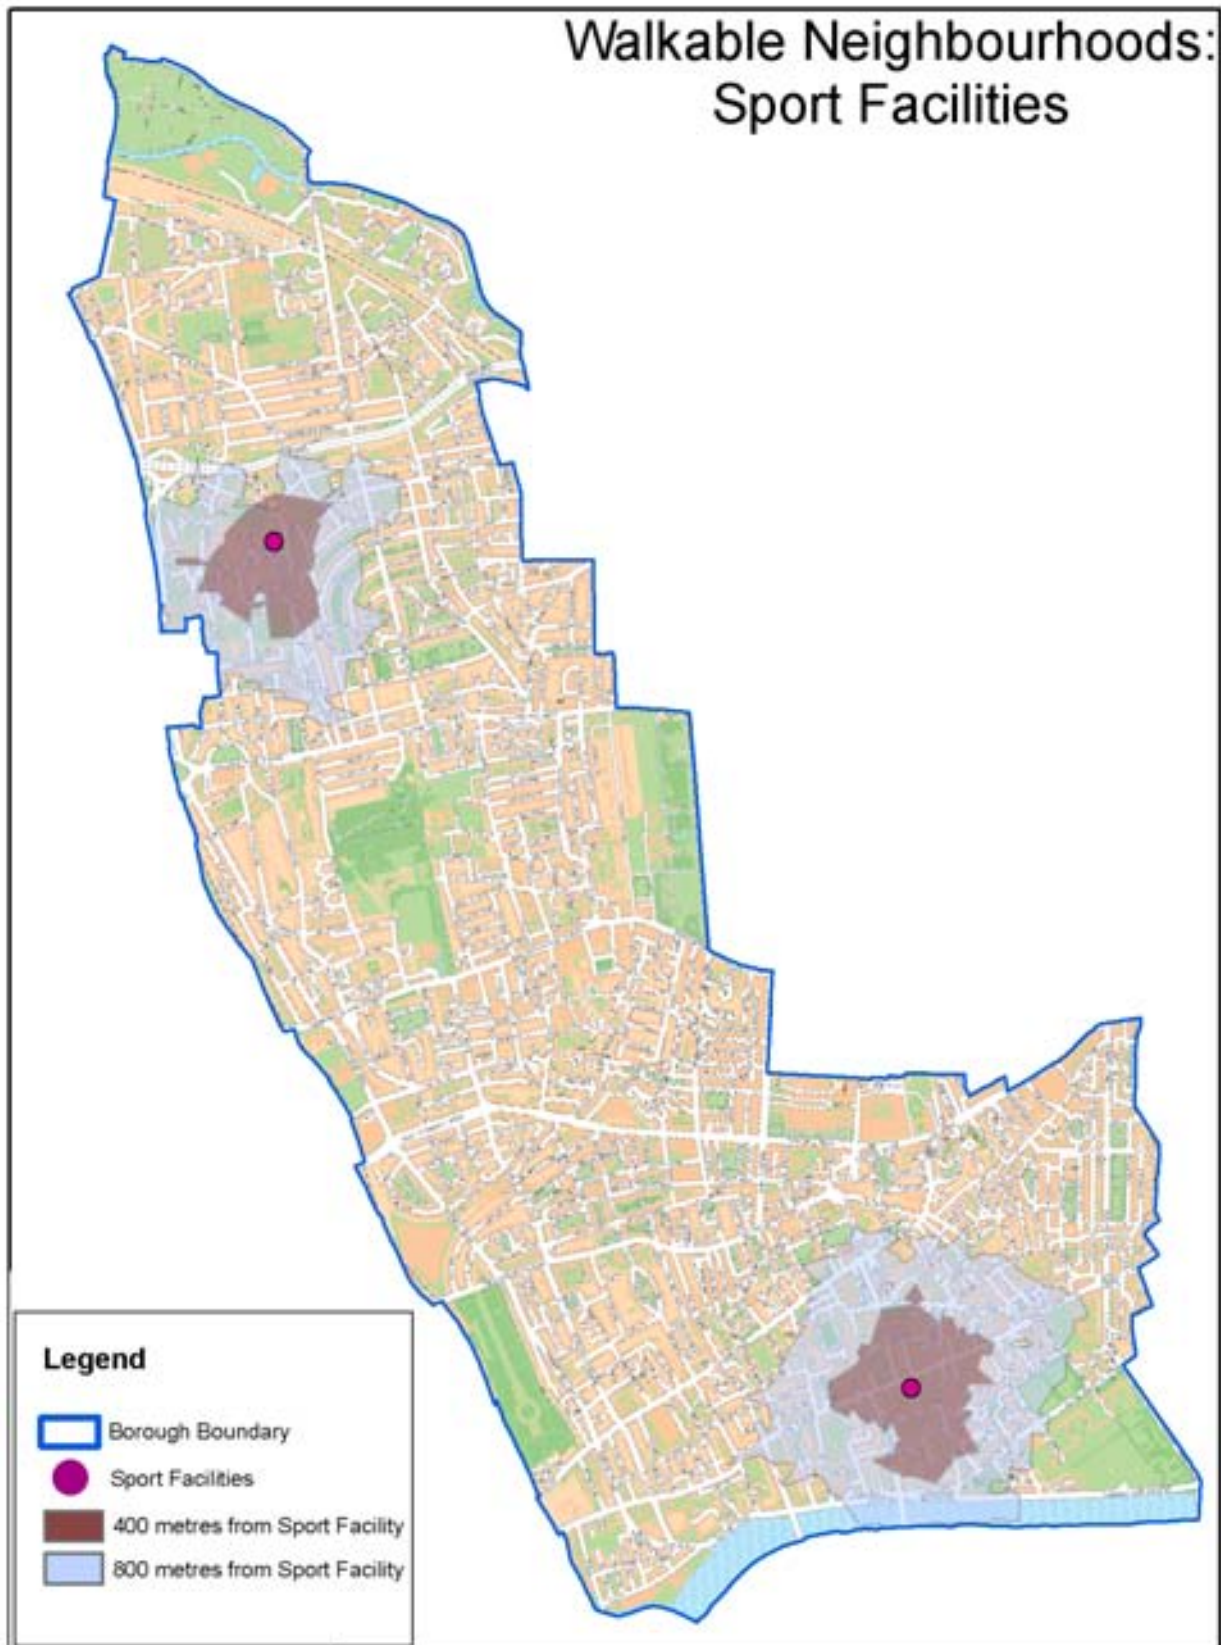 Walkable Neighbourhoods:
Sport Facilities
Legend
Borough Boundary
Sport Facilities
400 metres from Sport Facility
800 metres from Sport Facility